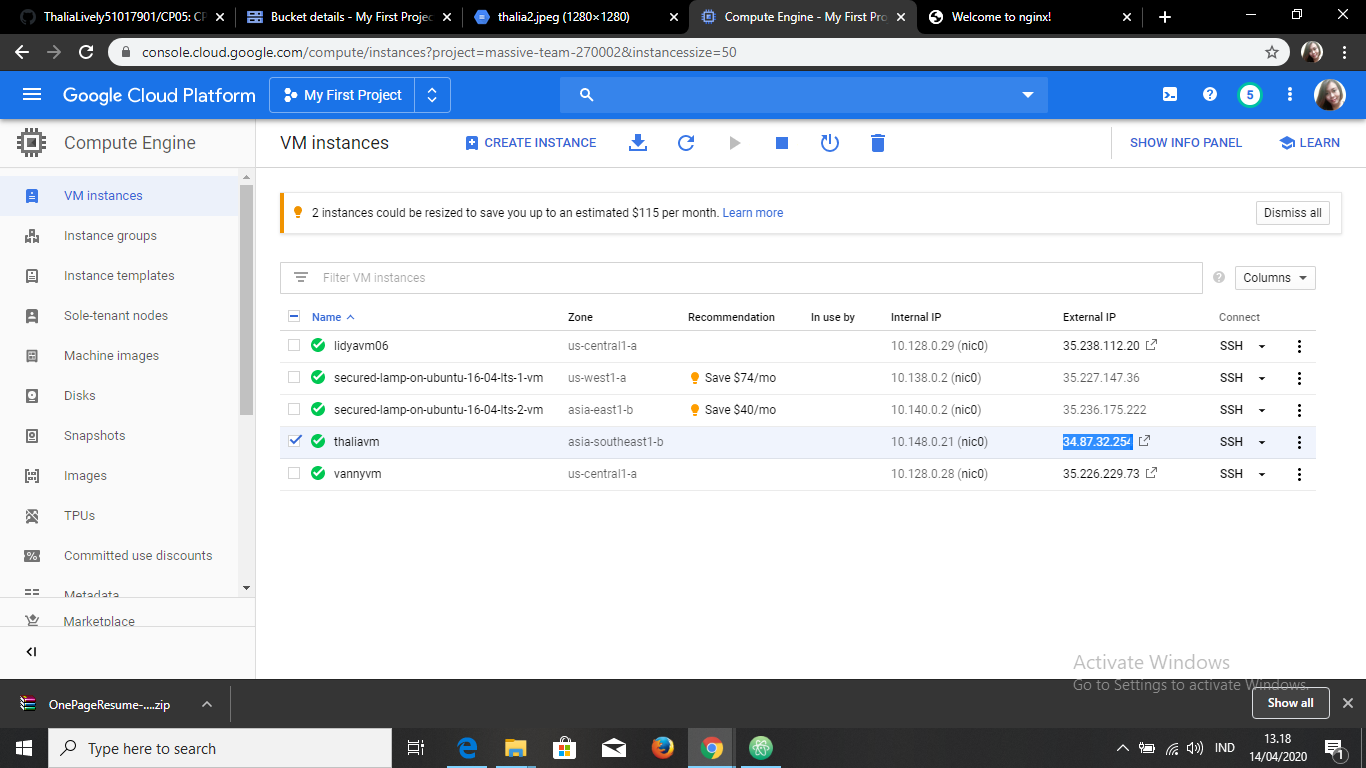 ThaliaLively51017901/CP05: CP
Bucket details - My First Projec
thalia2.jpeg (1280×1280)
Compute Engine - My First Pro
Welcome to nginx!
console.cloud.google.com/compute/instances?project=massive-team-270002&instancessize=50
Google Cloud Platform
My First Project
5
Compute Engine
VM instances
CREATE INSTANCE
SHOW INFO PANEL
LEARN
VM instances
Instance groups
Instance templates
Sole-tenant nodes
Machine images
Disks
Snapshots
Images
TPUs
Committed use discounts
Metadata
Marketplace
2 instances could be resized to save you up to an estimated $115 per month. Learn more
Dismiss all
Filter VM instances
Columns
Name Zone Recommendation In use by Internal IP External IP Connect
lidyavm06 us-central1-a 10.128.0.29 (nic0) 35.238.112.20 SSH
secured-lamp-on-ubuntu-16-04-lts-1-vm us-west1-a Save $74/mo 10.138.0.2 (nic0) 35.227.147.36 SSH
secured-lamp-on-ubuntu-16-04-lts-2-vm asia-east1-b Save $40/mo 10.140.0.2 (nic0) 35.236.175.222 SSH
thaliavm asia-southeast1-b 10.148.0.21 (nic0) 34.87.32.254 SSH
vannyvm us-central1-a 10.128.0.28 (nic0) 35.226.229.73 SSH
Activate Windows
Go to Settings to activate Windows.
OnePageResume-....zip
Show all
Type here to search
IND
13.18
14/04/2020
1